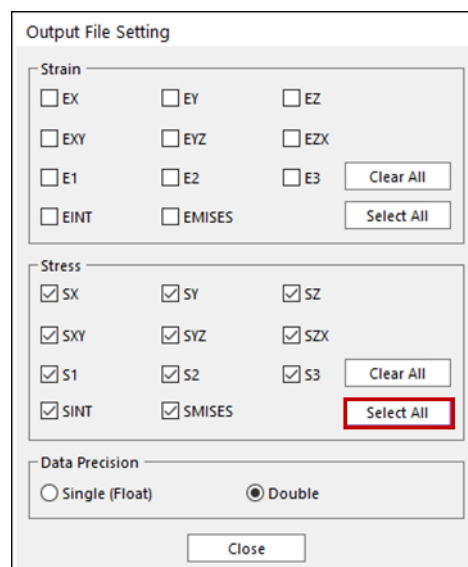 Output File Setting
Strain
EX EY EZ
EXY EYZ EZX
E1 E2 E3 Clear All
EINT EMISES Select All
Stress
SX SY SZ
SXY SYZ SZX
S1 S2 S3 Clear All
SINT SMISES Select All
Data Precision
Single (Float) Double
Close